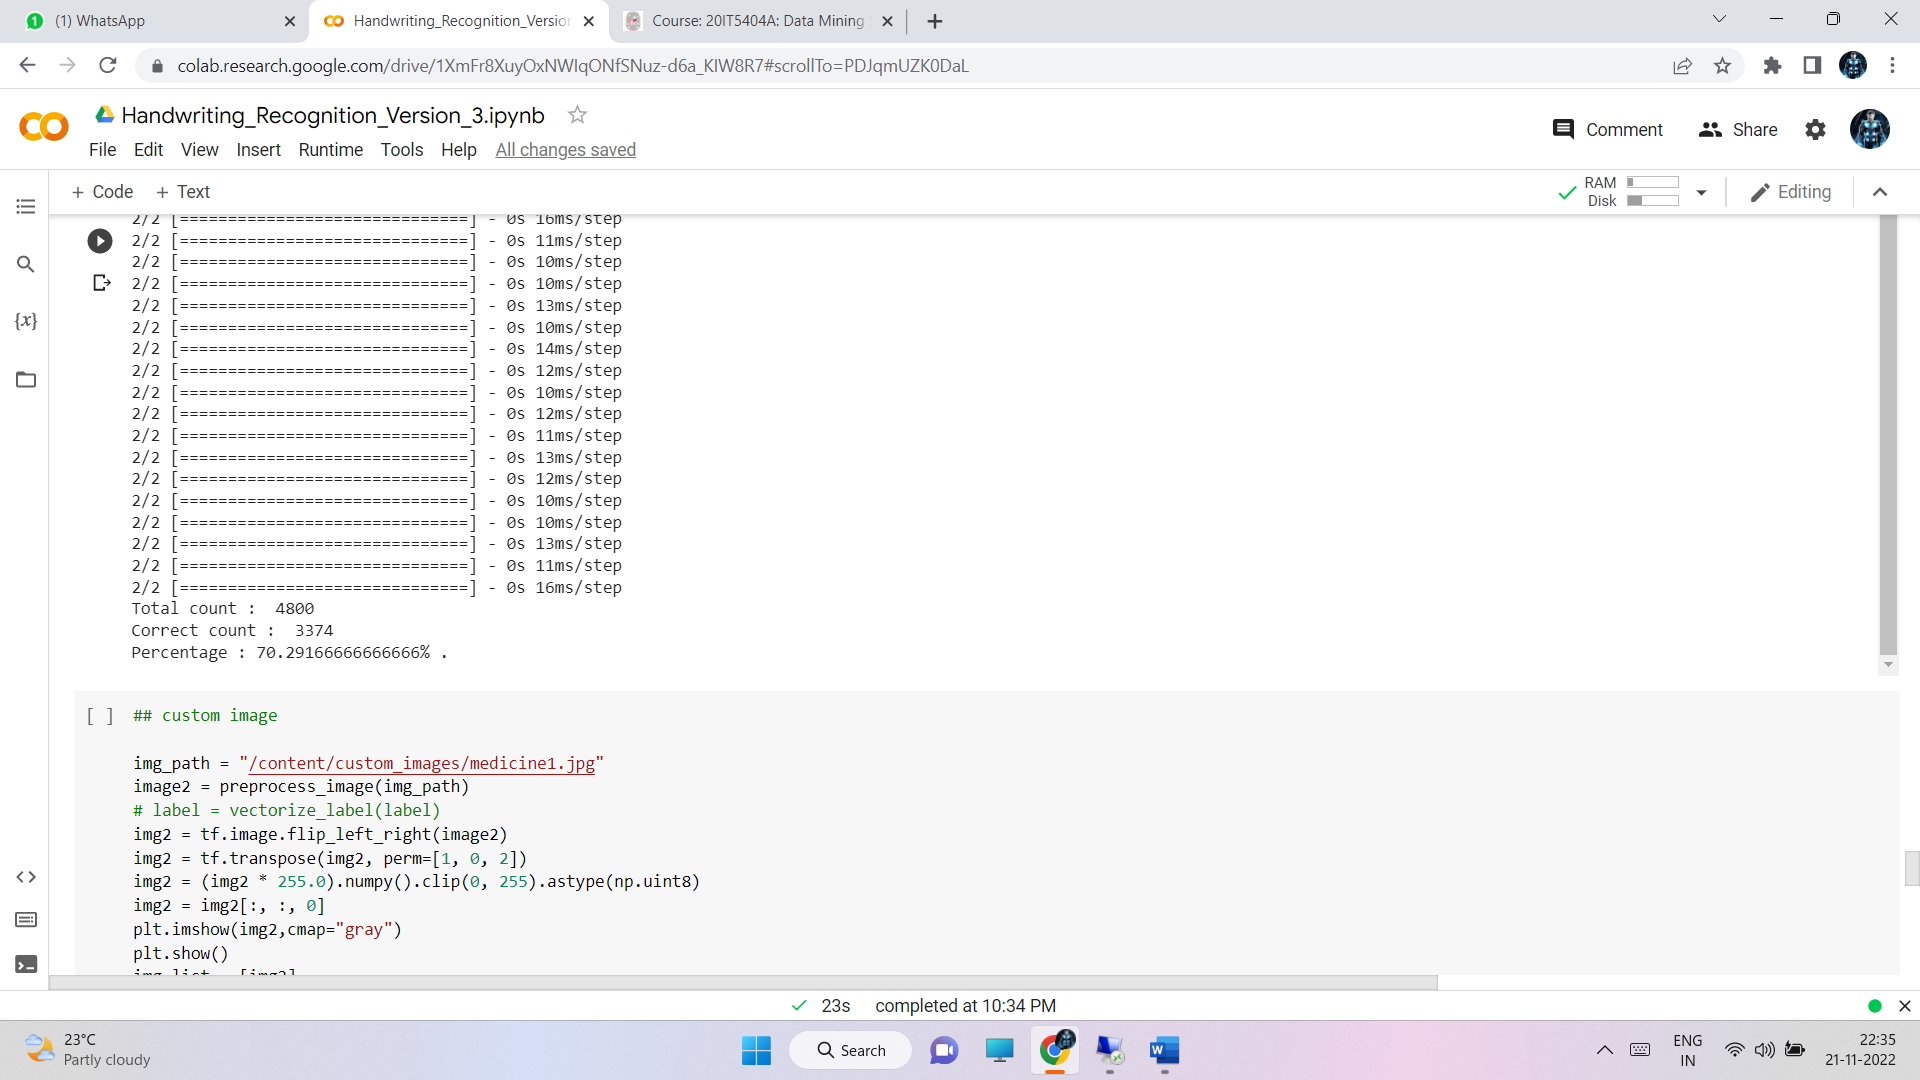 (1) WhatsApp
Handwriting_Recognition_Version
Course: 20IT5404A: Data Mining
colab.research.google.com/drive/1XmFr8XuyOxNWIqONfSNuz-d6a_KIW8R7#scrollTo=PDJqmUZK0DaL
Handwriting_Recognition_Version_3.ipynb
File Edit View Insert Runtime Tools Help All changes saved
Comment Share
+ Code + Text
RAM
Disk
Editing
2/2 [==============================] - 0s 16ms/step
2/2 [==============================] - 0s 11ms/step
2/2 [==============================] - 0s 10ms/step
2/2 [==============================] - 0s 10ms/step
2/2 [==============================] - 0s 13ms/step
2/2 [==============================] - 0s 10ms/step
2/2 [==============================] - 0s 14ms/step
2/2 [==============================] - 0s 12ms/step
2/2 [==============================] - 0s 10ms/step
2/2 [==============================] - 0s 12ms/step
2/2 [==============================] - 0s 11ms/step
2/2 [==============================] - 0s 13ms/step
2/2 [==============================] - 0s 12ms/step
2/2 [==============================] - 0s 10ms/step
2/2 [==============================] - 0s 10ms/step
2/2 [==============================] - 0s 13ms/step
2/2 [==============================] - 0s 11ms/step
2/2 [==============================] - 0s 16ms/step
Total count :  4800
Correct count :  3374
Percentage : 70.29166666666666% .
[ ] ## custom image
img_path = "/content/custom_images/medicine1.jpg"
image2 = preprocess_image(img_path)
# label = vectorize_label(label)
img2 = tf.image.flip_left_right(image2)
img2 = tf.transpose(img2, perm=[1, 0, 2])
img2 = (img2 * 255.0).numpy().clip(0, 255).astype(np.uint8)
img2 = img2[:, :, 0]
plt.imshow(img2,cmap="gray")
plt.show()
img_list = [img2]
23s completed at 10:34 PM
23°C
Partly cloudy
Search
ENG
IN
22:35
21-11-2022